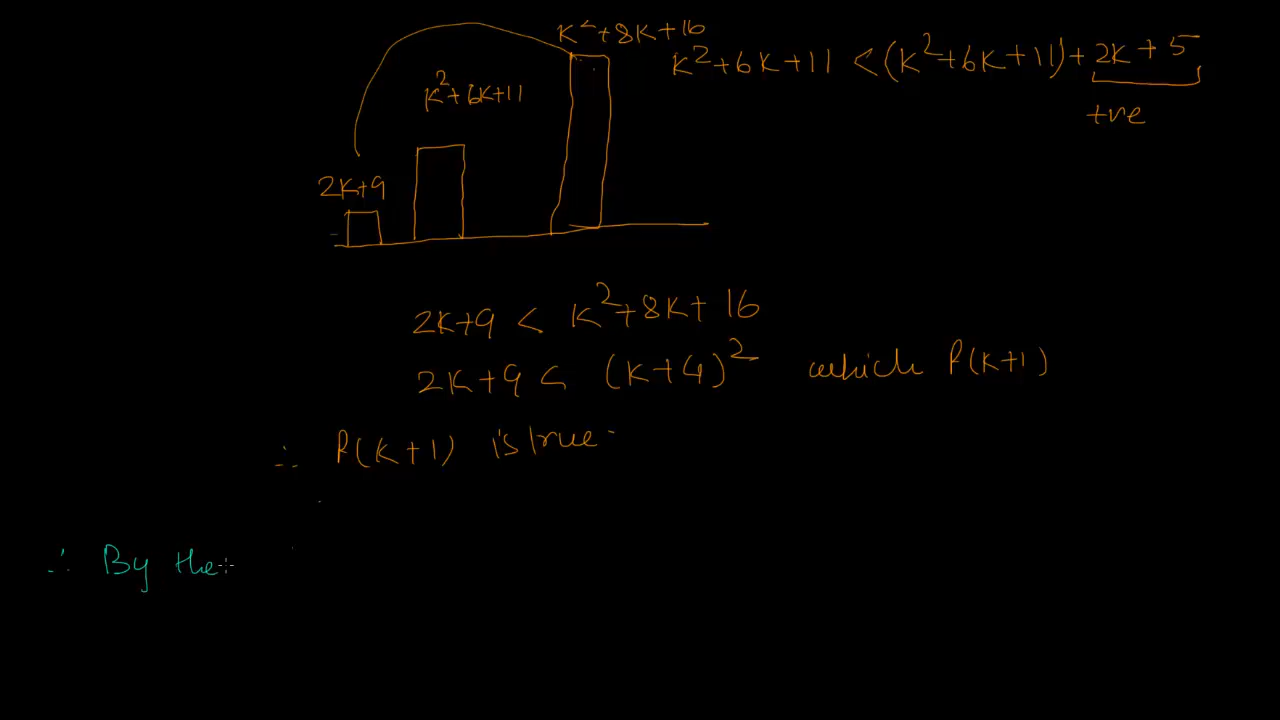 k²+8k+16
k²+6k+11 < (k²+6k+11)+2k+5
k²+6k+11
+ve
2k+9
2k+9 < k²+8k+16
2k+9 < (k+4)² which P(k+1)
∴ P(k+1) is true.
∴ By the